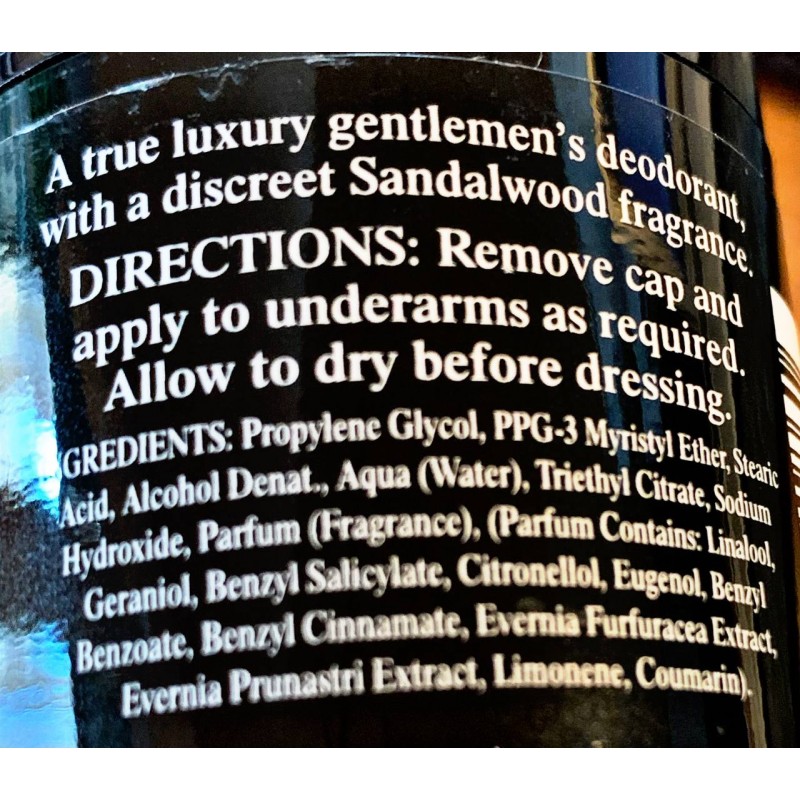 A true luxury gentlemen's deodorant,
with a discreet Sandalwood fragrance.
DIRECTIONS: Remove cap and
apply to underarms as required.
Allow to dry before dressing.
GREDIENTS: Propylene Glycol, PPG-3 Myristyl Ether, Stearic
Acid, Alcohol Denat., Aqua (Water), Triethyl Citrate, Sodium
Hydroxide, Parfum (Fragrance), (Parfum Contains: Linalool,
Geraniol, Benzyl Salicylate, Citronellol, Eugenol, Benzyl
Benzoate, Benzyl Cinnamate, Evernia Furfuracea Extract,
Evernia Prunastri Extract, Limonene, Coumarin).